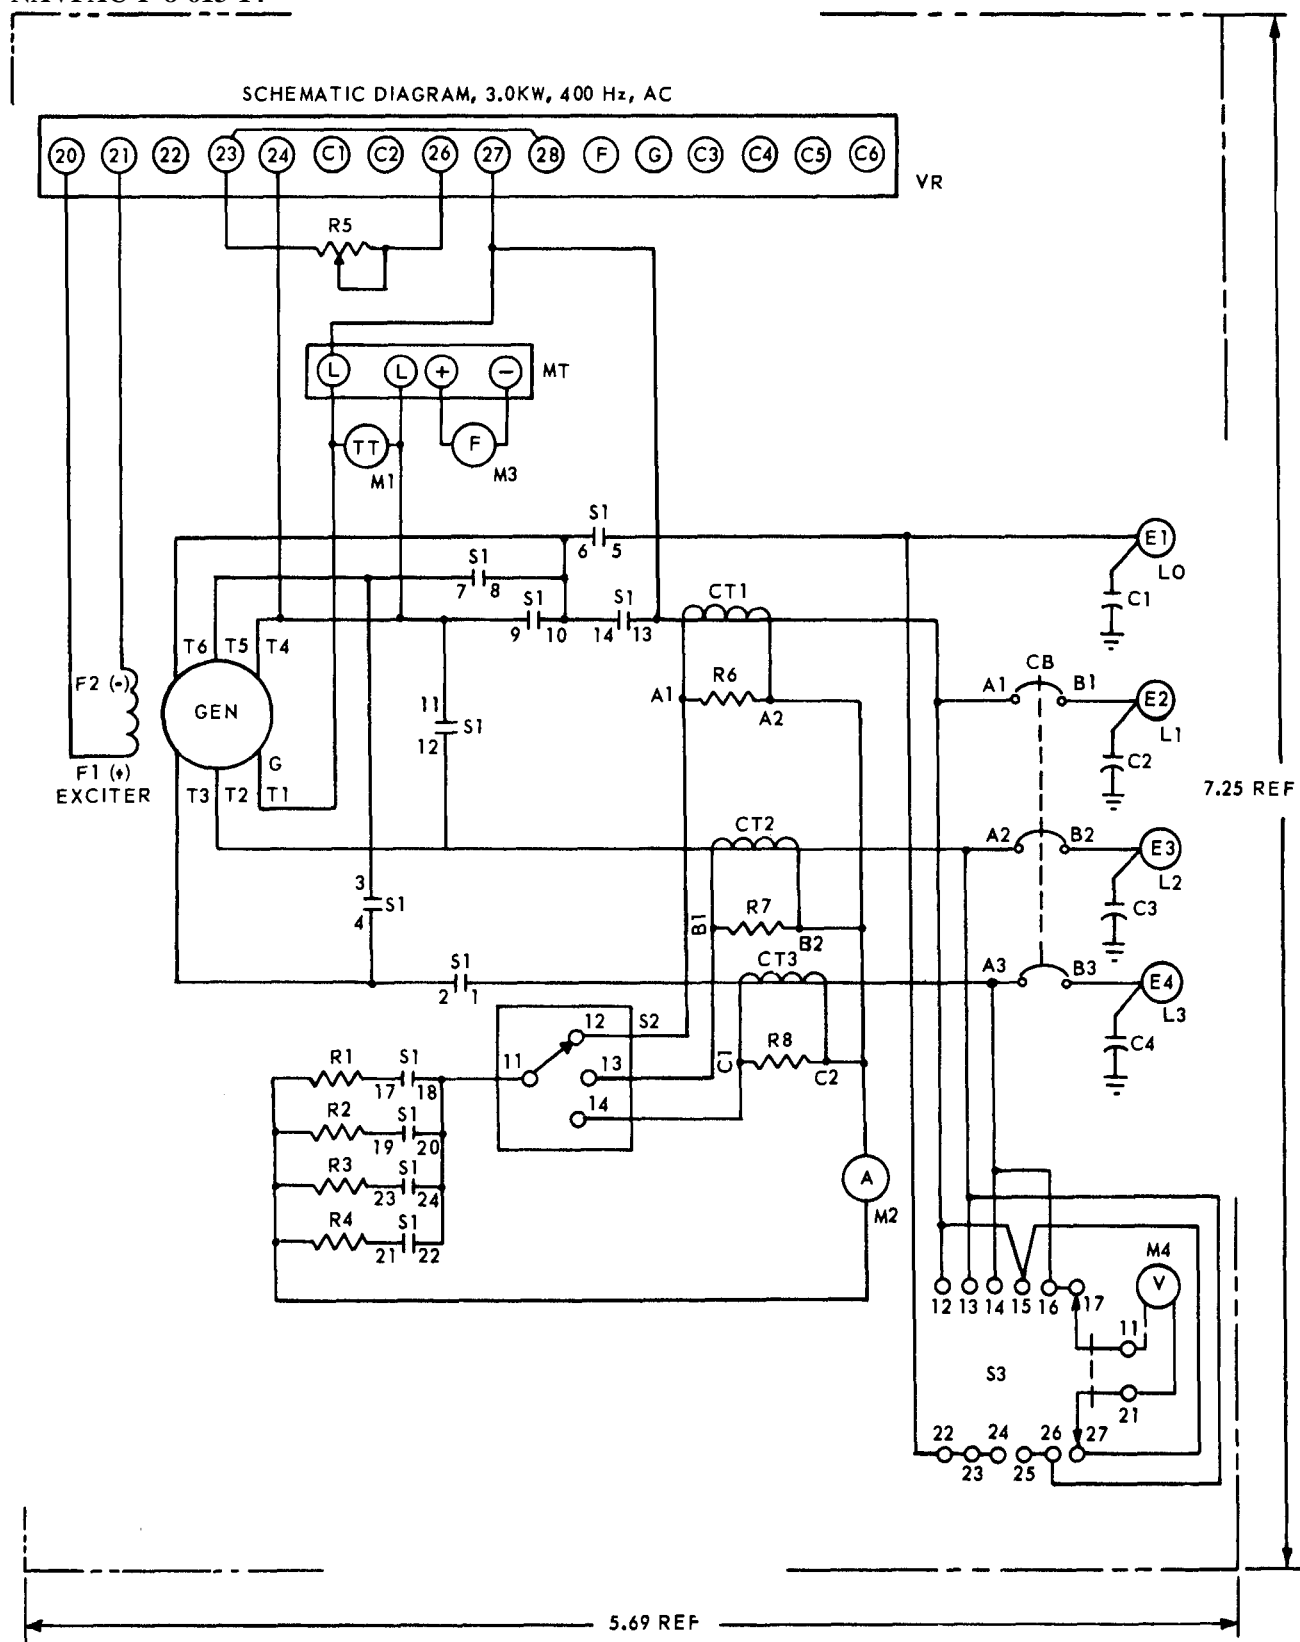 SCHEMATIC DIAGRAM, 3.0KW, 400 Hz, AC
20 21 22 23 24 C1 C2 26 27 28 F G C3 C4 C5 C6
VR
R5
L L + − MT
TT F
M1 M3
S1
6 5
E1
L0
S1
7 8
C1
S1
9 10
S1
14 13
CT1
T6 T5 T4
F2 (-)
GEN
F1 (+)
EXCITER
G
T3 T2 T1
11
S1
12
R6
A1 A2
CB
A1 B1
E2
L1
C2
7.25 REF
CT2
A2 B2
E3
L2
C3
3
S1
4
R7
B1 B2
S1
2 1
CT3
A3 B3
E4
L3
C4
R8
C1 C2
12 S2
11 13
14
R1 S1
17 18
R2 S1
19 20
R3 S1
23 24
R4 S1
21 22
A
M2
M4
V
12 13 14 15 16 17
11
S3
21
22 24 26 27
23 25
5.69 REF